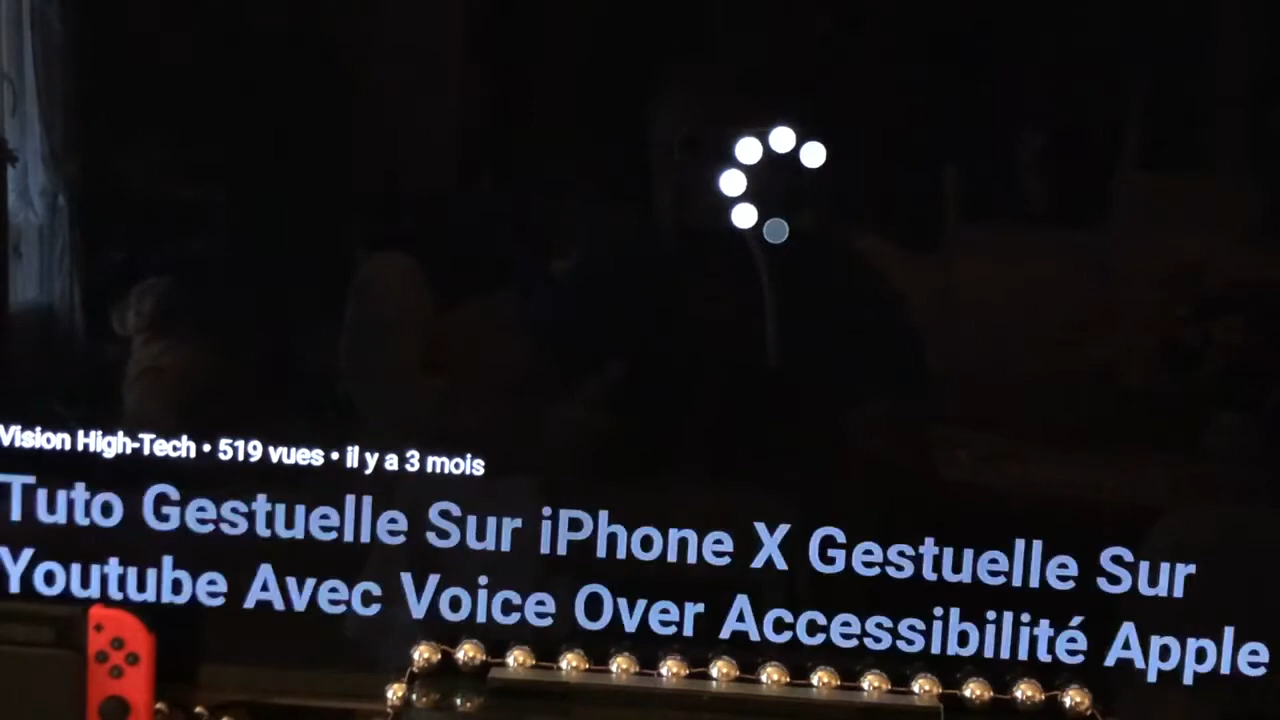 Vision High-Tech • 519 vues • il y a 3 mois
Tuto Gestuelle Sur iPhone X Gestuelle Sur
Youtube Avec Voice Over Accessibilité Apple